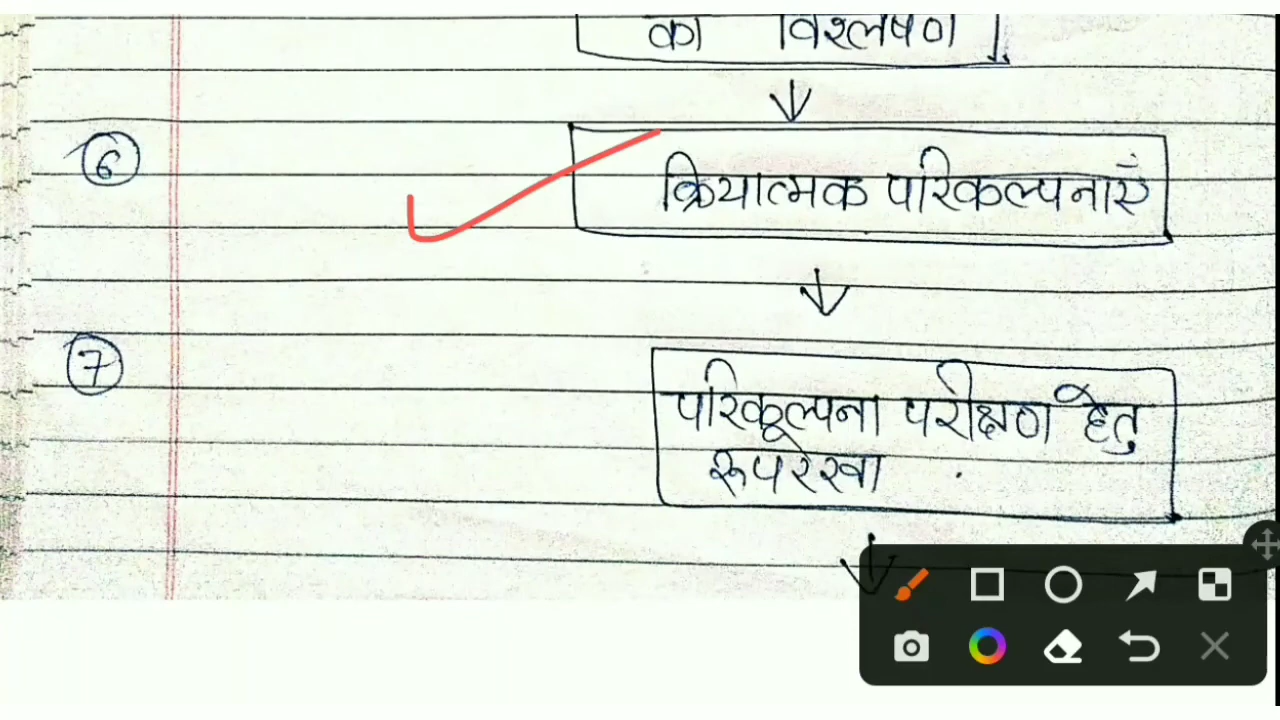 का विश्लेषण
6
क्रियात्मक परिकल्पनाएँ
7
परिकल्पना परीक्षण हेतु
रूपरेखा